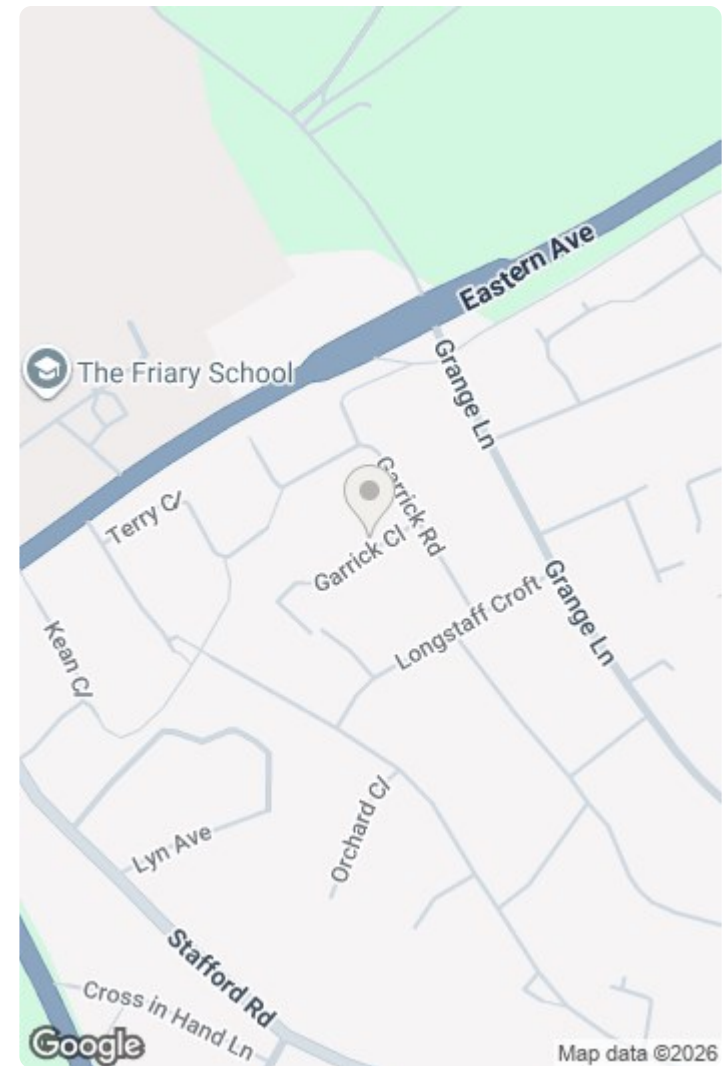 Eastern Ave
Grange Ln
The Friary School
Garrick Rd
Terry Cl
Garrick Cl
Longstaff Croft
Grange Ln
Kean Cl
Orchard Cl
Lyn Ave
Stafford Rd
Cross in Hand Ln
Google
Map data ©2026